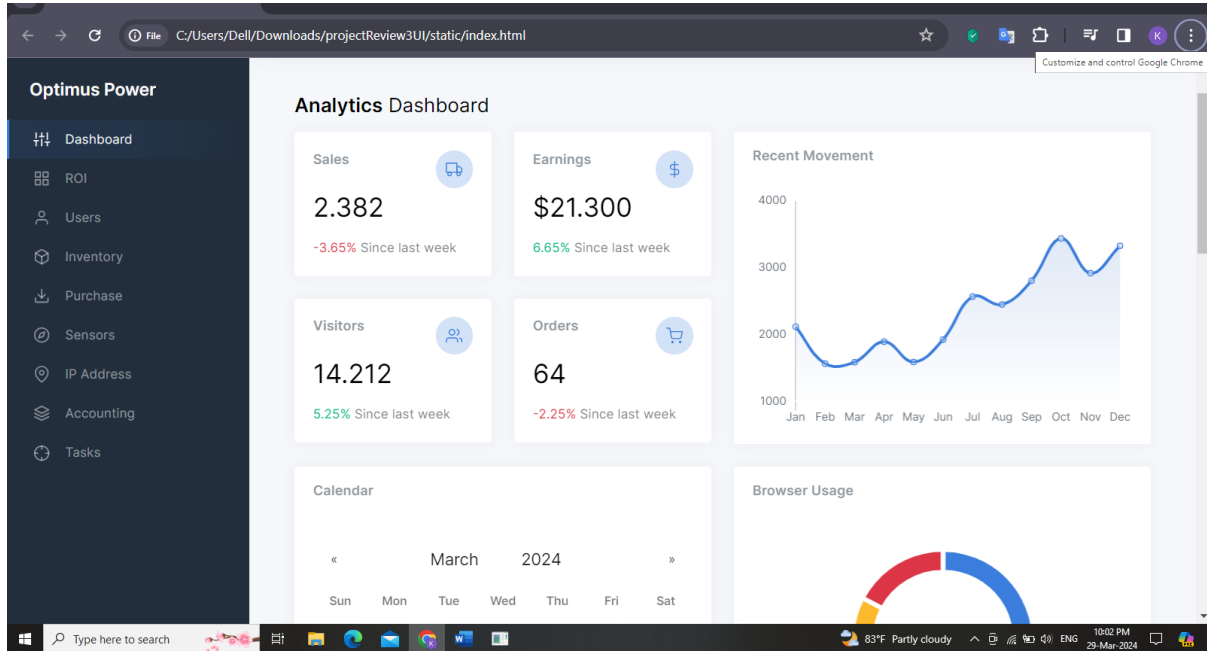 File C:/Users/Dell/Downloads/projectReview3UI/static/index.html
K
Customize and control Google Chrome
Optimus Power
Dashboard
ROI
Users
Inventory
Purchase
Sensors
IP Address
Accounting
Tasks
Analytics Dashboard
Sales
2.382
-3.65% Since last week
Earnings
$21.300
6.65% Since last week
Visitors
14.212
5.25% Since last week
Orders
64
-2.25% Since last week
Recent Movement
4000
3000
2000
1000
Jan Feb Mar Apr May Jun Jul Aug Sep Oct Nov Dec
Calendar
« March 2024 »
Sun Mon Tue Wed Thu Fri Sat
Browser Usage
Type here to search
83°F Partly cloudy
ENG
10:02 PM
29-Mar-2024